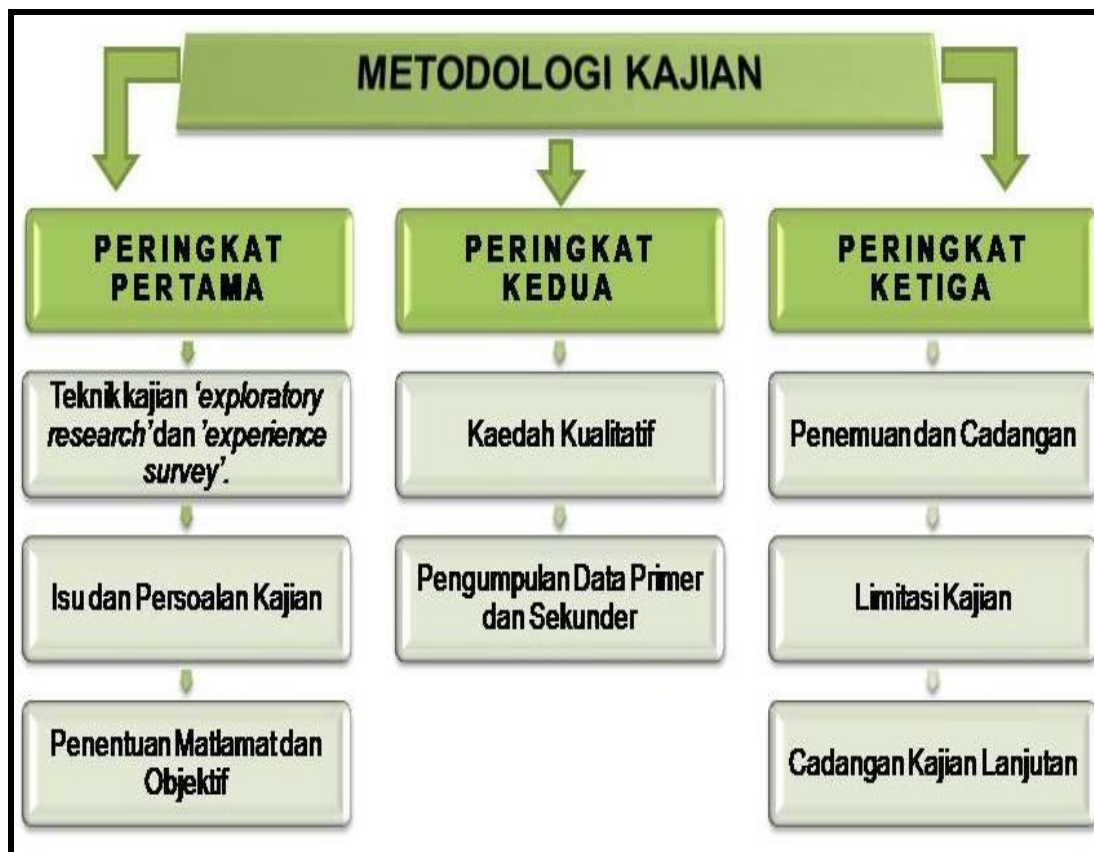 METODOLOGI KAJIAN
PERINGKAT
PERTAMA
Teknik kajian 'exploratory
research' dan 'experience
survey'.
Isu dan Persoalan Kajian
Penentuan Matlamat dan
Objektif
PERINGKAT
KEDUA
Kaedah Kualitatif
Pengumpulan Data Primer
dan Sekunder
PERINGKAT
KETIGA
Penemuan dan Cadangan
Limitasi Kajian
Cadangan Kajian Lanjutan